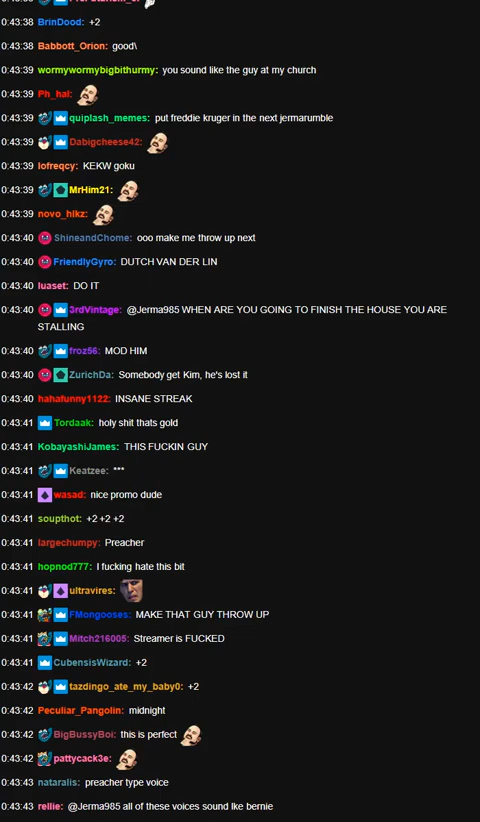 0:43:38 BrinDood: +2
0:43:38 Babbott_Orion: good\
0:43:39 wormywormybigbithurmy: you sound like the guy at my church
0:43:39 Ph_hal:
0:43:39 quiplash_memes: put freddie kruger in the next jermarumble
0:43:39 Dabigcheese42:
0:43:39 lofreqcy: KEKW goku
0:43:39 MrHim21:
0:43:39 novo_hlkz:
0:43:40 ShineandChome: ooo make me throw up next
0:43:40 FriendlyGyro: DUTCH VAN DER LIN
0:43:40 luaset: DO IT
0:43:40 3rdVintage: @Jerma985 WHEN ARE YOU GOING TO FINISH THE HOUSE YOU ARE
STALLING
0:43:40 froz56: MOD HIM
0:43:40 ZurichDa: Somebody get Kim, he's lost it
0:43:40 hahafunny1122: INSANE STREAK
0:43:41 Tordaak: holy shit thats gold
0:43:41 KobayashiJames: THIS FUCKIN GUY
0:43:41 Keatzee: ***
0:43:41 wasad: nice promo dude
0:43:41 soupthot: +2 +2 +2
0:43:41 largechumpy: Preacher
0:43:41 hopnod777: I fucking hate this bit
0:43:41 ultravires:
0:43:41 FMongooses: MAKE THAT GUY THROW UP
0:43:41 Mitch216005: Streamer is FUCKED
0:43:41 CubensisWizard: +2
0:43:42 tazdingo_ate_my_baby0: +2
0:43:42 Peculiar_Pangolin: midnight
0:43:42 BigBussyBoi: this is perfect
0:43:42 pattycack3e:
0:43:43 nataralis: preacher type voice
0:43:43 rellie: @Jerma985 all of these voices sound lke bernie